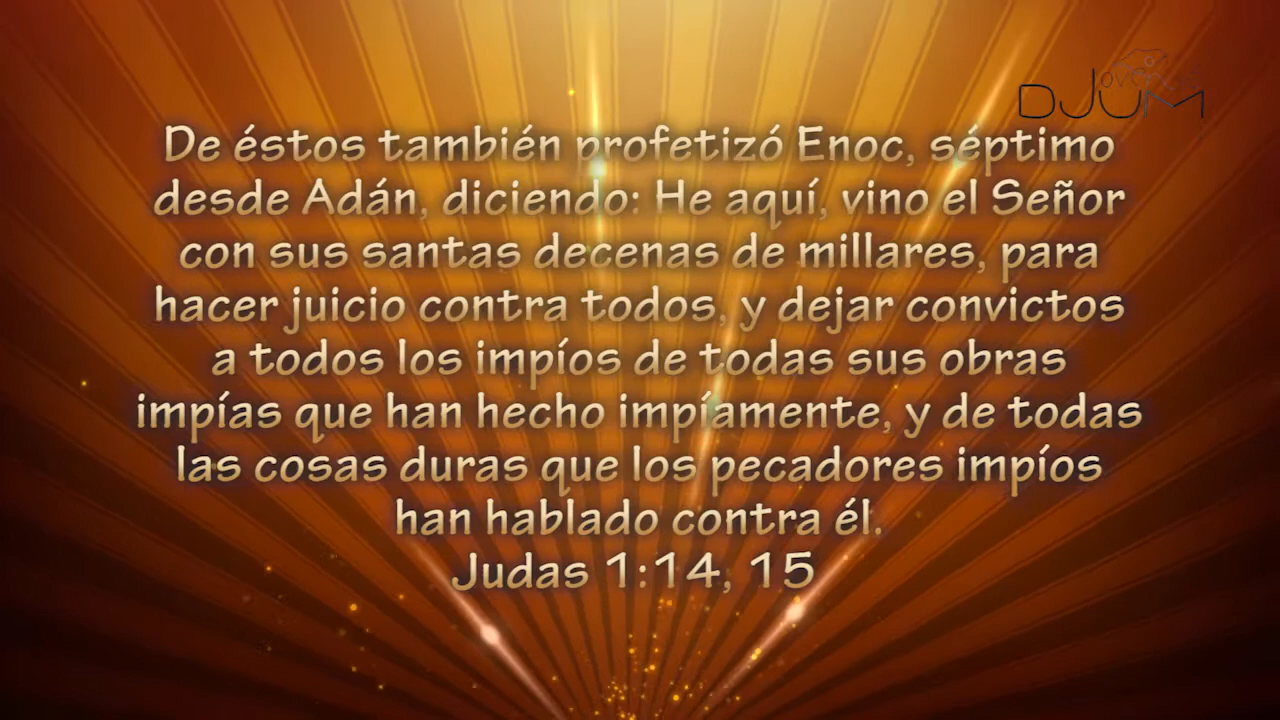 Jovenes
DJUM
De éstos también profetizó Enoc, séptimo
desde Adán, diciendo: He aquí, vino el Señor
con sus santas decenas de millares, para
hacer juicio contra todos, y dejar convictos
a todos los impíos de todas sus obras
impías que han hecho impíamente, y de todas
las cosas duras que los pecadores impíos
han hablado contra él.
Judas 1:14, 15